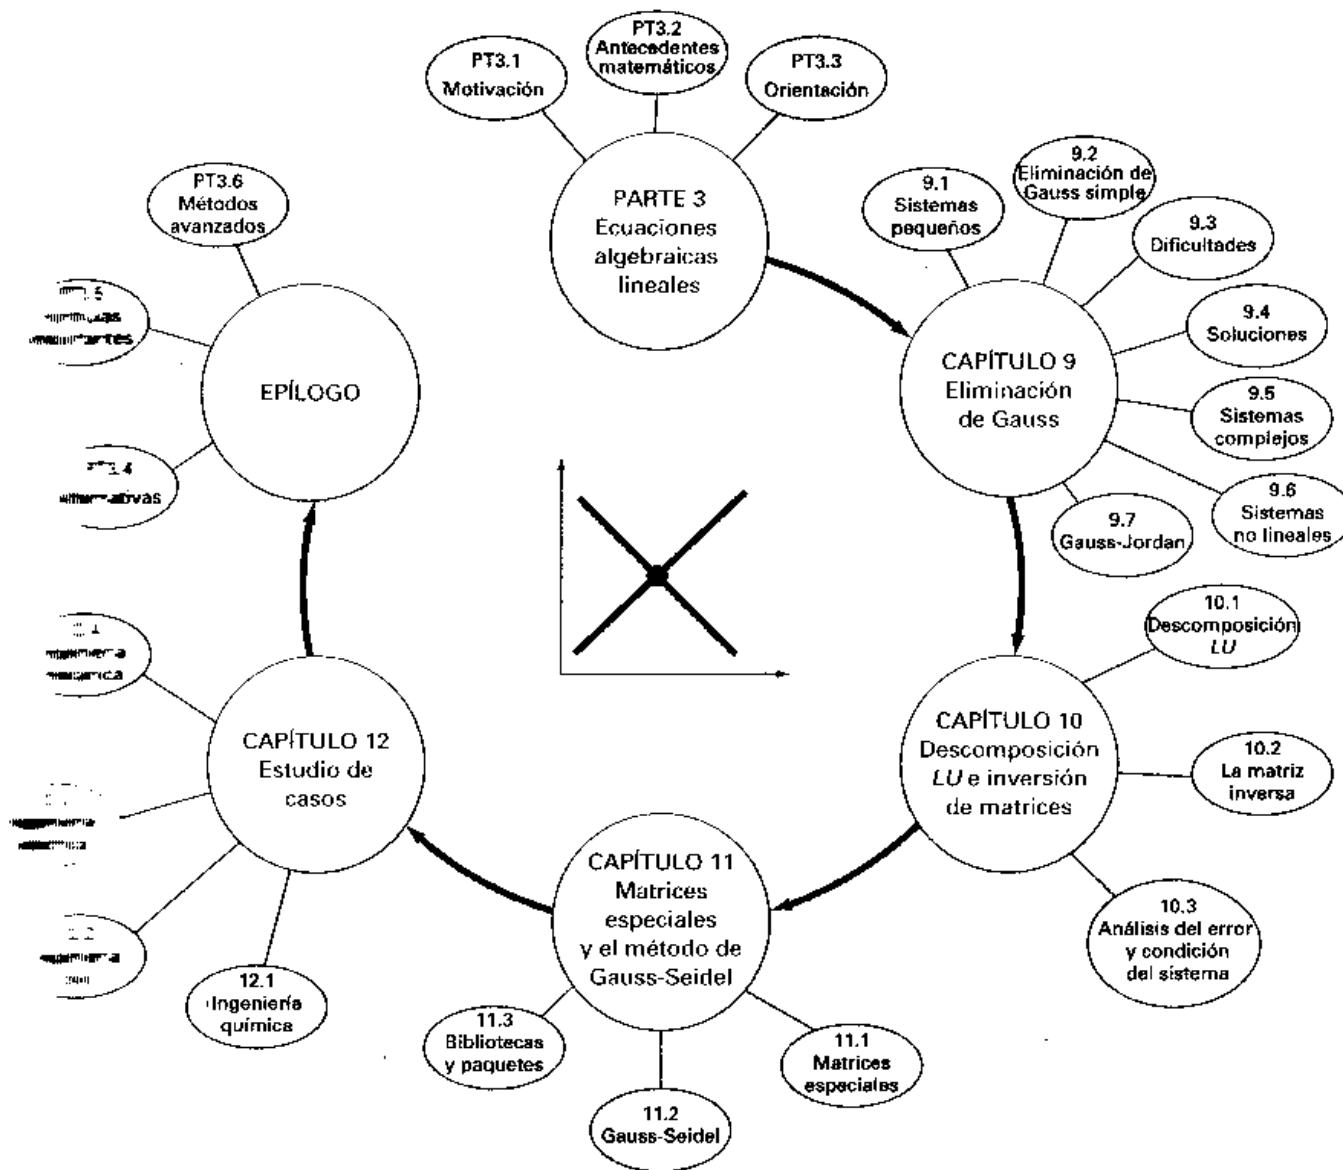 PT3.1
Motivación
PT3.2
Antecedentes
matemáticos
PT3.3
Orientación
PARTE 3
Ecuaciones
algebraicas
lineales
9.1
Sistemas
pequeños
9.2
Eliminación de
Gauss simple
9.3
Dificultades
9.4
Soluciones
9.5
Sistemas
complejos
9.6
Sistemas
no lineales
9.7
Gauss-Jordan
CAPÍTULO 9
Eliminación
de Gauss
10.1
Descomposición
LU
CAPÍTULO 10
Descomposición
LU e inversión
de matrices
10.2
La matriz
inversa
10.3
Análisis del error
y condición
del sistema
CAPÍTULO 11
Matrices
especiales
y el método de
Gauss-Seidel
11.1
Matrices
especiales
11.2
Gauss-Seidel
11.3
Bibliotecas
y paquetes
CAPÍTULO 12
Estudio de
casos
12.1
Ingeniería
química
EPÍLOGO
PT3.6
Métodos
avanzados